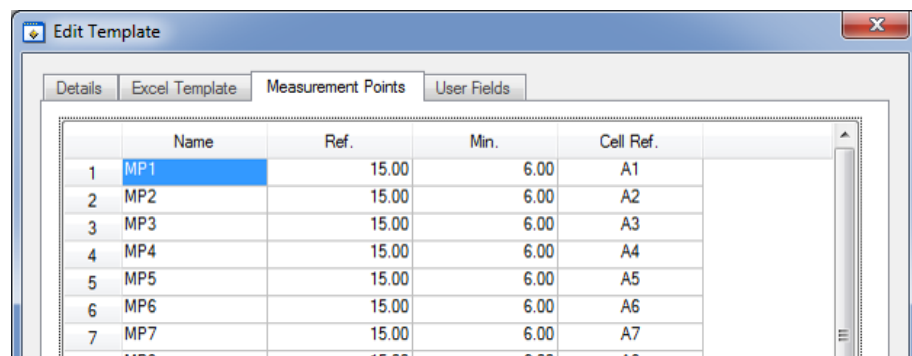 Edit Template
Details Excel Template Measurement Points User Fields
Name Ref. Min. Cell Ref.
1 MP1 15.00 6.00 A1
2 MP2 15.00 6.00 A2
3 MP3 15.00 6.00 A3
4 MP4 15.00 6.00 A4
5 MP5 15.00 6.00 A5
6 MP6 15.00 6.00 A6
7 MP7 15.00 6.00 A7